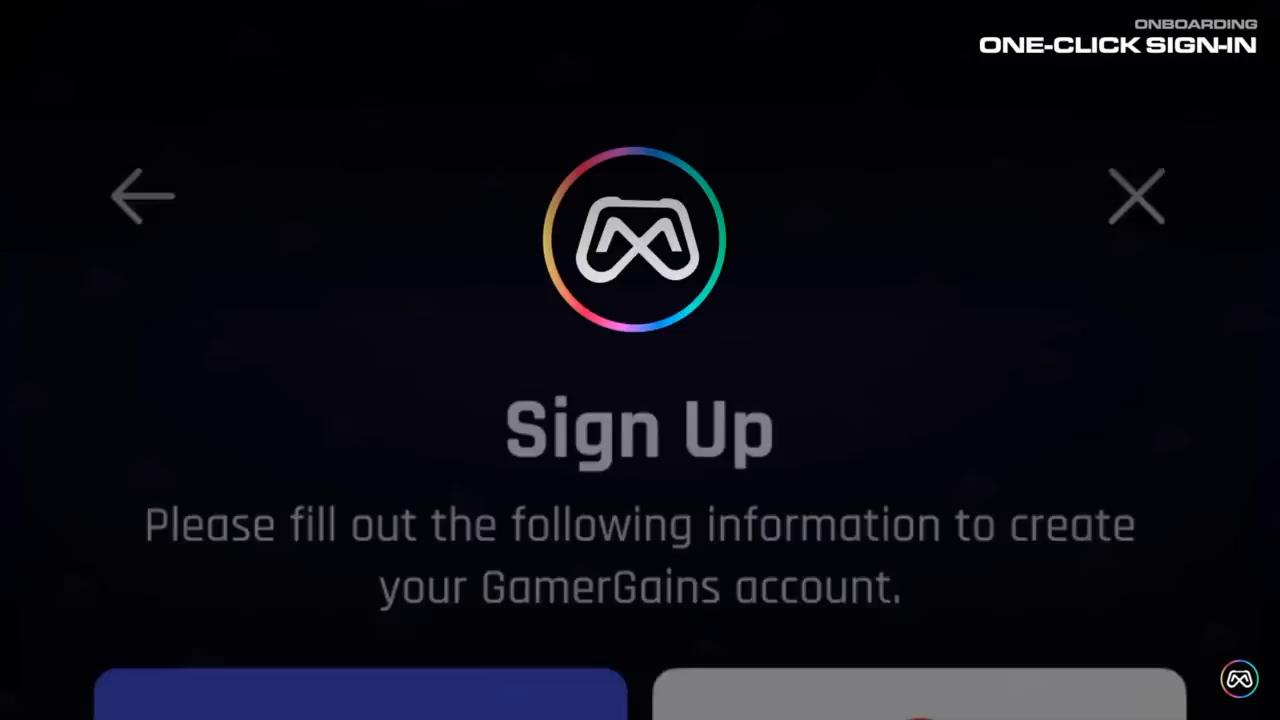 ONBOARDING
ONE-CLICK SIGN-IN
Sign Up
Please fill out the following information to create
your GamerGains account.